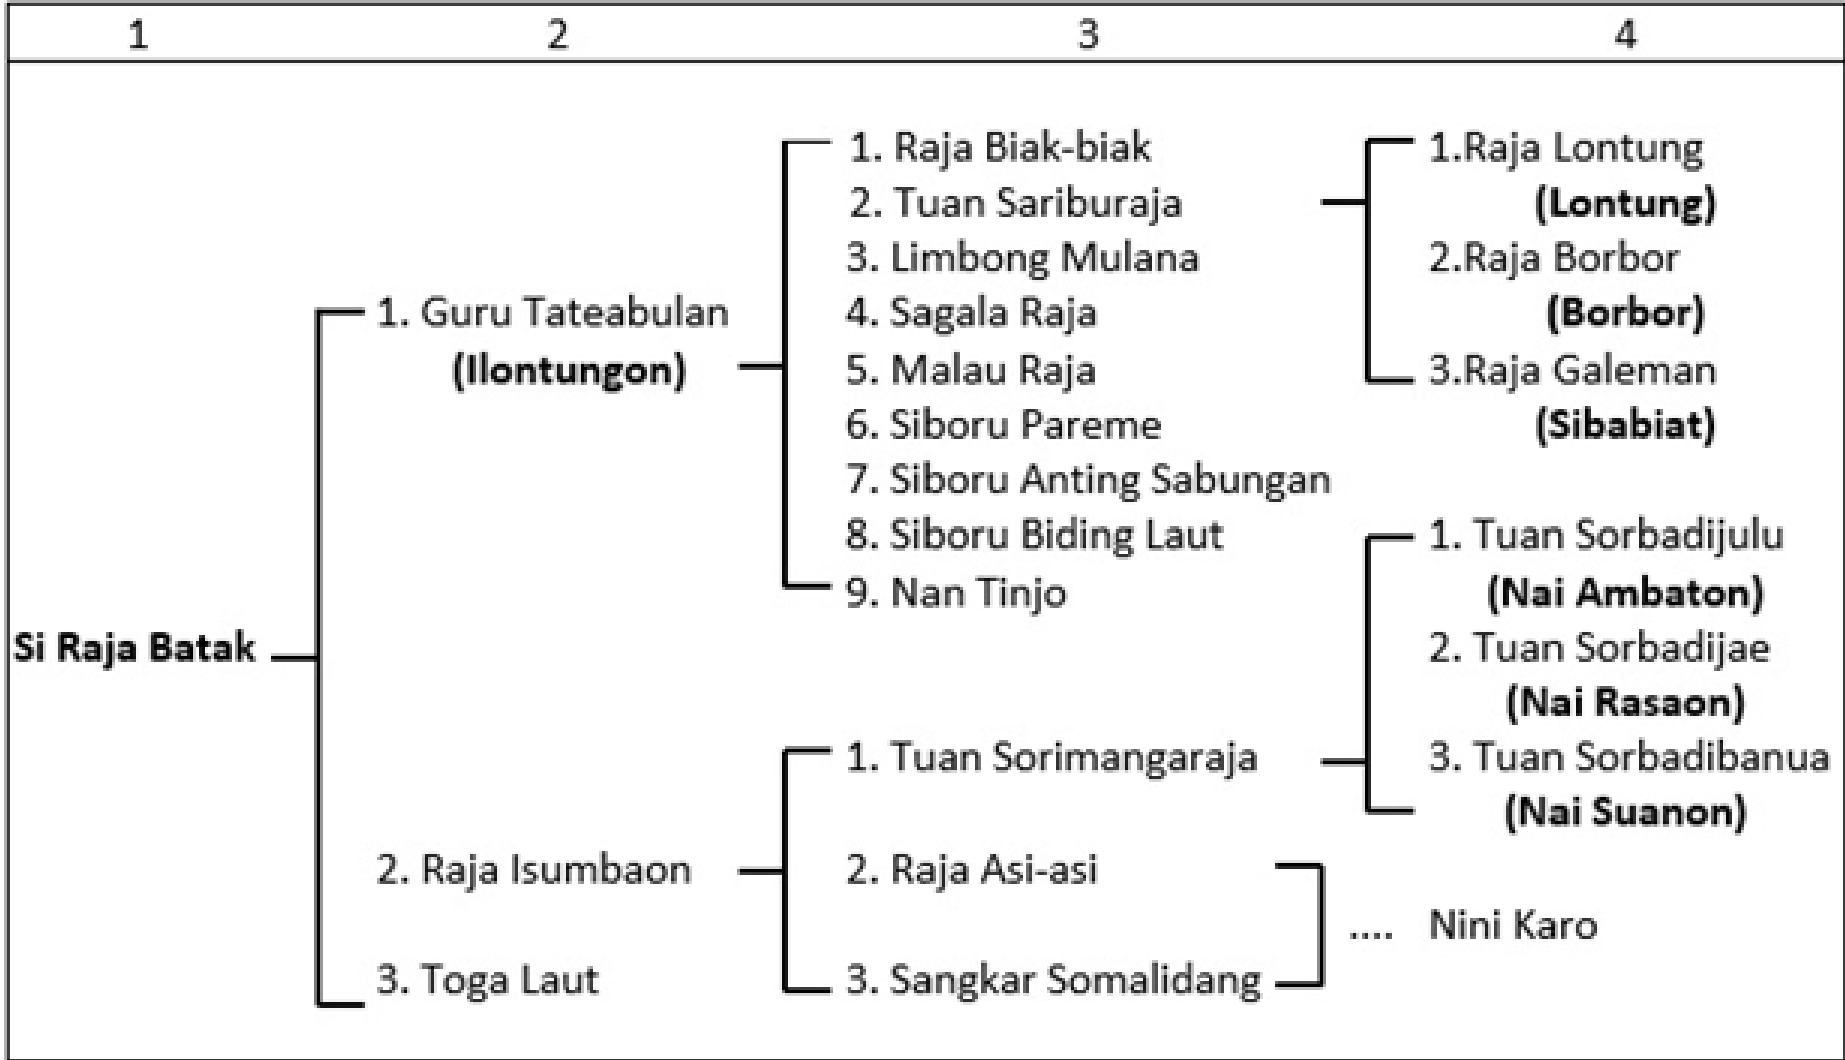 1 2 3 4
Si Raja Batak
1. Guru Tateabulan
(Ilontungon)
2. Raja Isumbaon
3. Toga Laut
1. Raja Biak-biak
2. Tuan Sariburaja
3. Limbong Mulana
4. Sagala Raja
5. Malau Raja
6. Siboru Pareme
7. Siboru Anting Sabungan
8. Siboru Biding Laut
9. Nan Tinjo
1. Tuan Sorimangaraja
2. Raja Asi-asi
3. Sangkar Somalidang
1.Raja Lontung
(Lontung)
2.Raja Borbor
(Borbor)
3.Raja Galeman
(Sibabiat)
1. Tuan Sorbadijulu
(Nai Ambaton)
2. Tuan Sorbadijae
(Nai Rasaon)
3. Tuan Sorbadibanua
(Nai Suanon)
.... Nini Karo